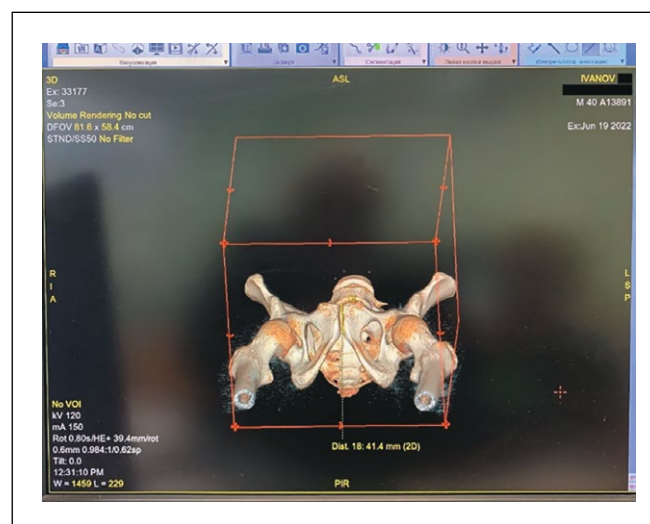 Визуализация
Экспорт
Сегментация
Левая кнопка мыши
3D
Ex: 33177
Se:3
Volume Rendering No cut
DFOV 81.6 x 58.4 cm
STND/SS50 No Filter
ASL
IVANOV
M 40 A13891
Ex:Jun 19 2022
R
I
A
L
S
P
No VOI
kV 120
mA 150
Rot 0.80s/HE+ 39.4mm/rot
0.6mm 0.984:1/0.62sp
Tilt: 0.0
12:31:10 PM
W = 1459 L = 229
Dist. 18: 41.4 mm (2D)
PIR